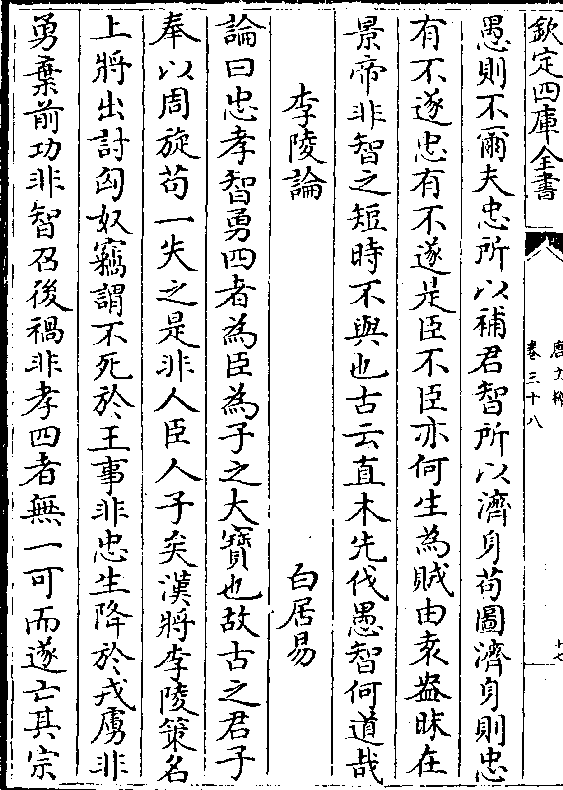 欽定四庫全書
唐文粹
卷三十八
十七
愚則不爾夫忠所以補君智所以濟身苟圖濟身則忠
有不遂忠有不遂是臣不臣亦何生為賊由袁盎昧在
景帝非智之短時不與也古云直木先伐愚智何道哉
李陵論
白居易
論曰忠孝智勇四者為臣為子之大寶也故古之君子
奉以周旋苟一失之是非人臣人子矣漢將李陵策名
上將出討匈奴竊謂不死於王事非忠生降於戎虜非
勇棄前功非智召後禍非孝四者無一可而遂亡其宗